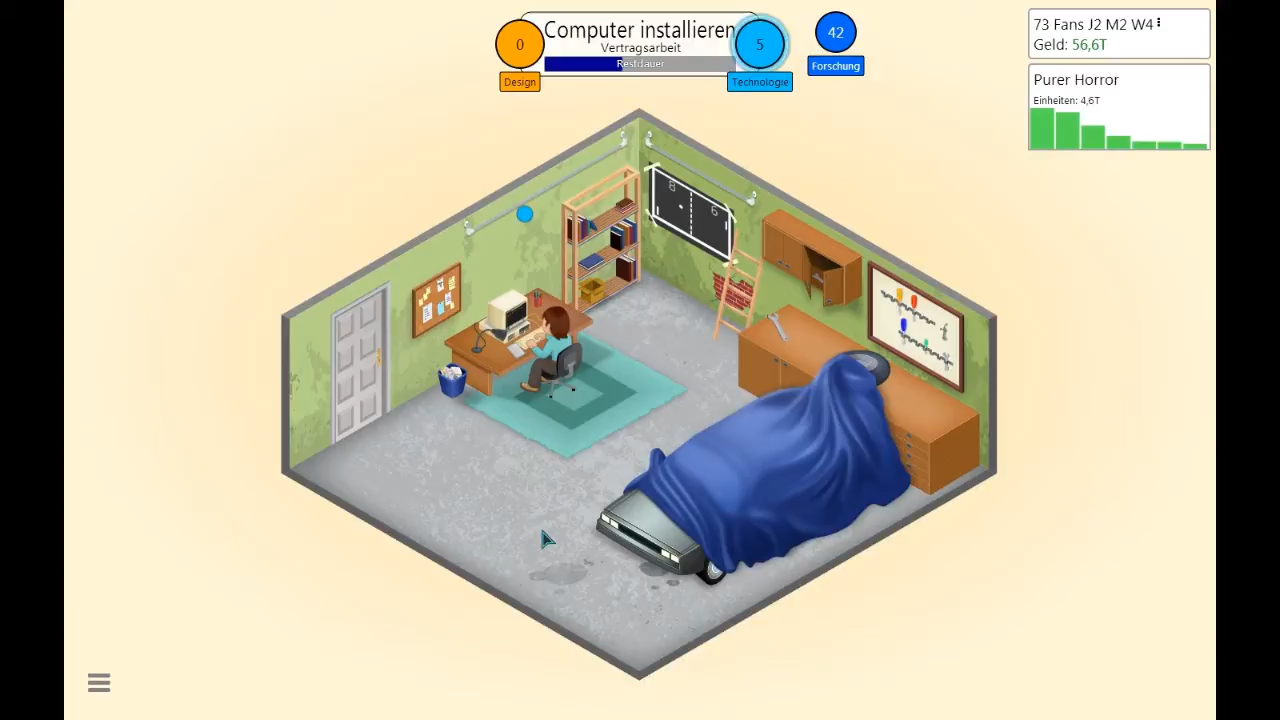 Computer installieren
Vertragsarbeit
Restdauer
0
Design
5
Technologie
42
Forschung
73 Fans J2 M2 W4
Geld: 56,6T
Purer Horror
Einheiten: 4,6T